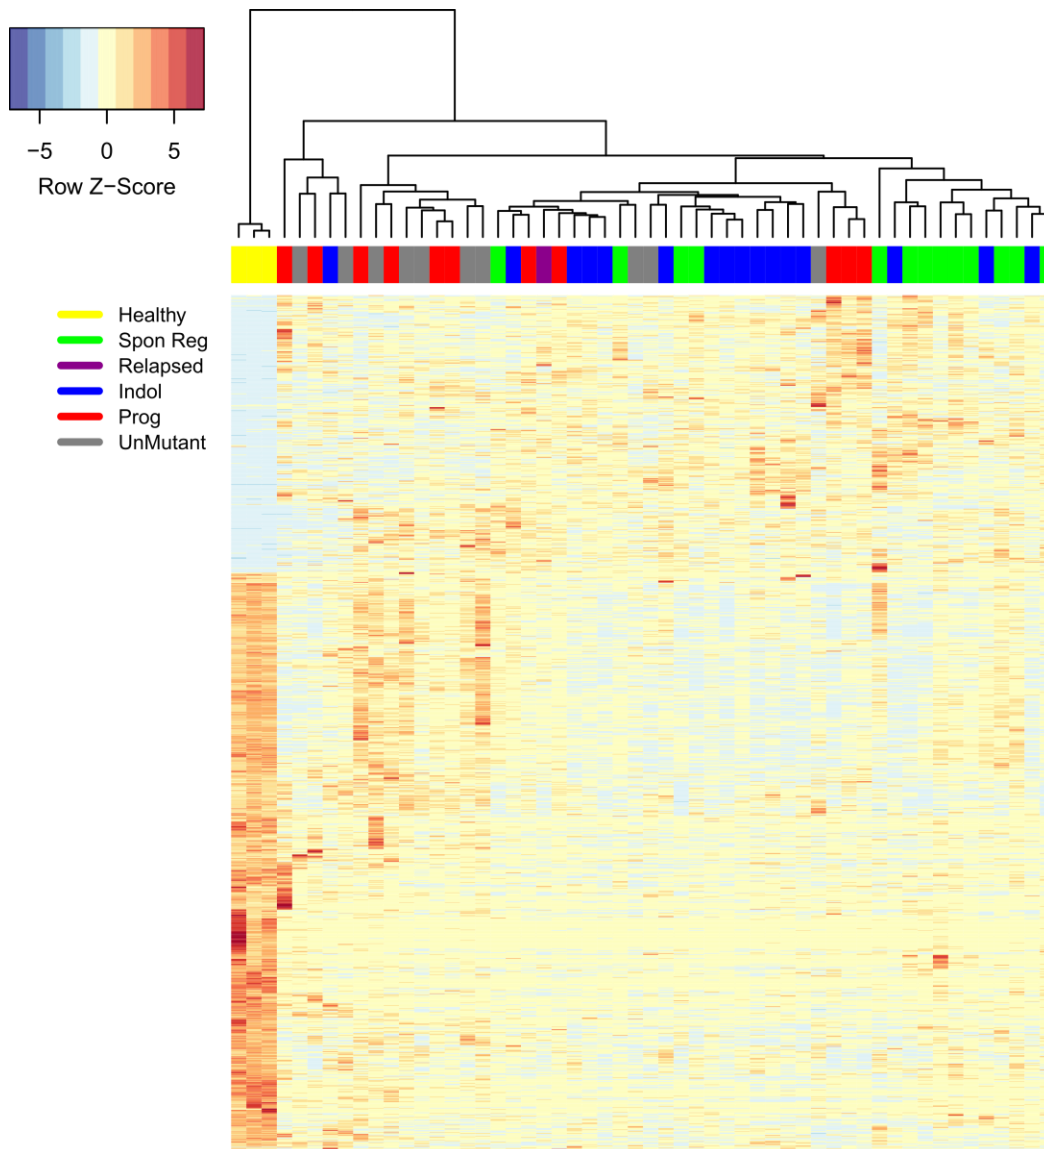 −5 0 5
Row Z−Score
Healthy
Spon Reg
Relapsed
Indol
Prog
UnMutant